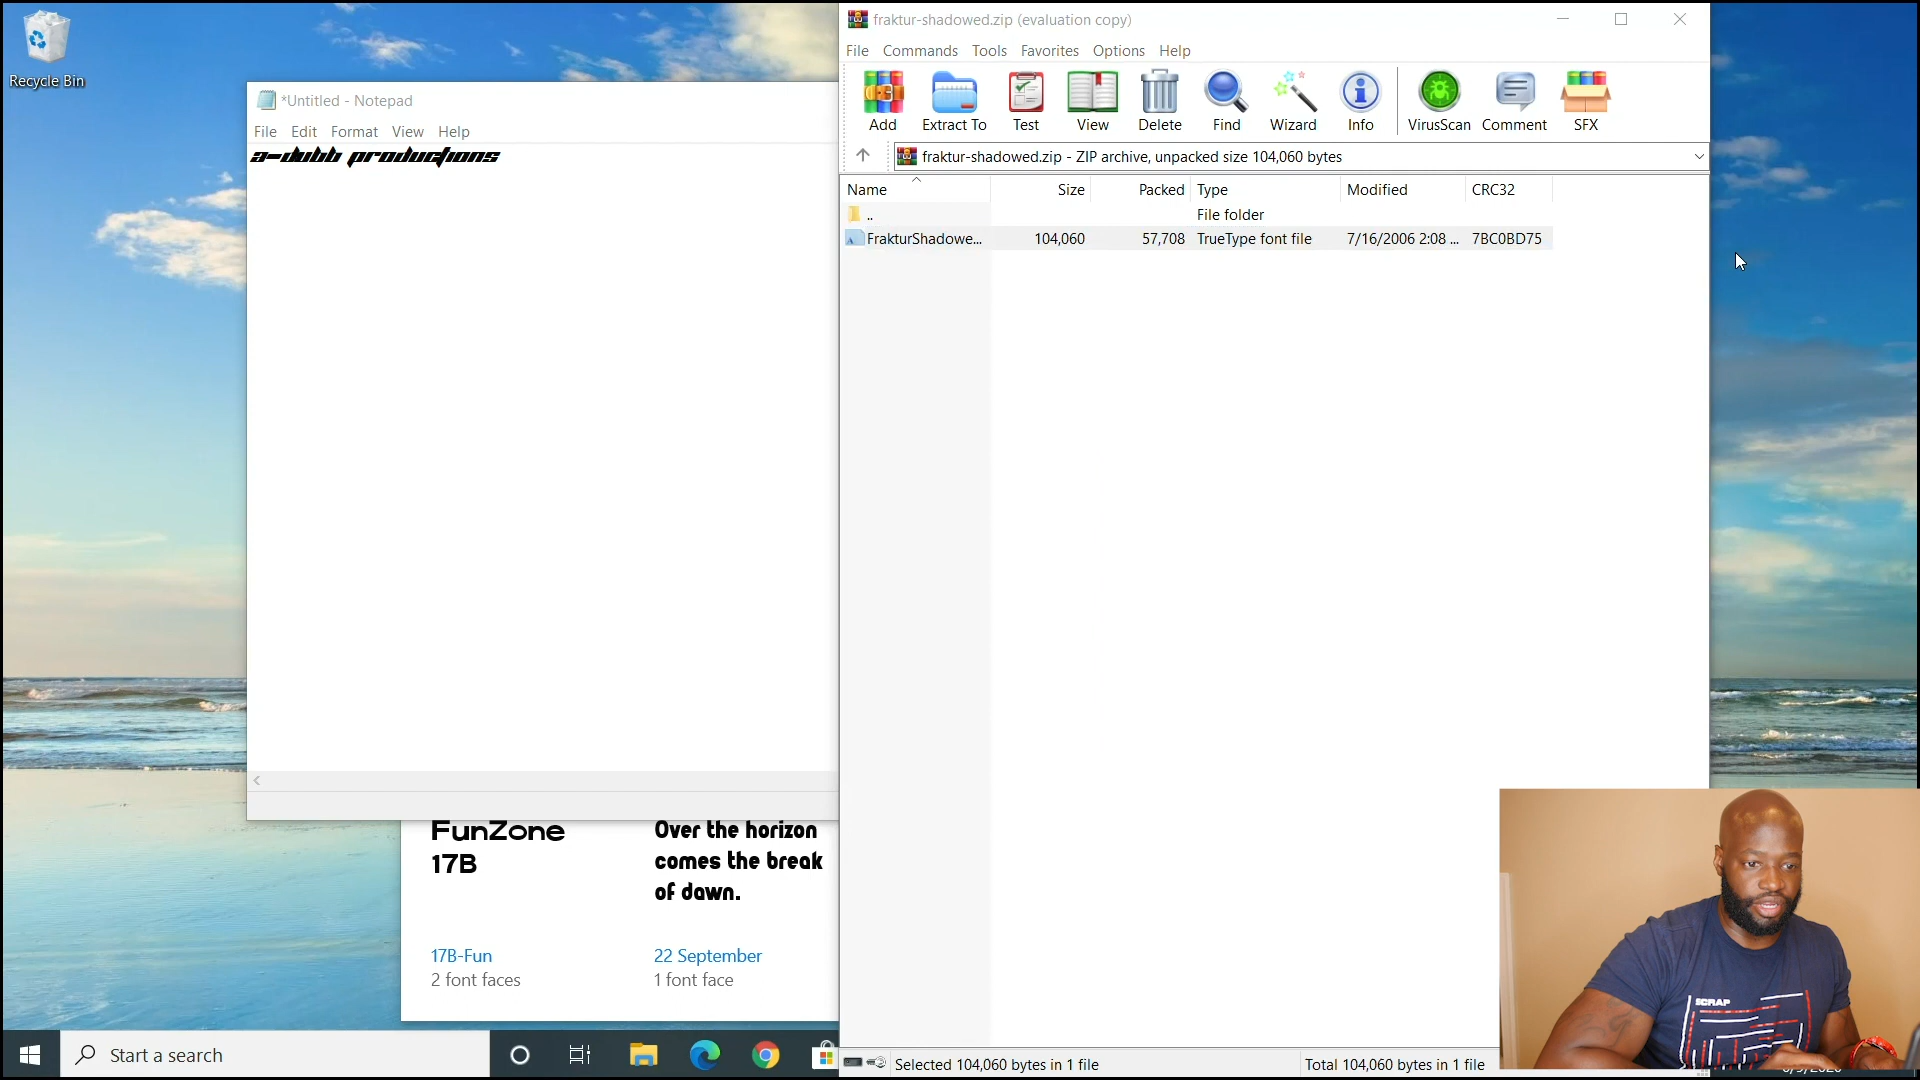 Recycle Bin
*Untitled - Notepad
File Edit Format View Help
a-dubb productions
FunZone
17B
17B-Fun
2 font faces
Over the horizon
comes the break
of dawn.
22 September
1 font face
fraktur-shadowed.zip (evaluation copy)
File Commands Tools Favorites Options Help
Add Extract To Test View Delete Find Wizard Info VirusScan Comment SFX
fraktur-shadowed.zip - ZIP archive, unpacked size 104,060 bytes
Name Size Packed Type Modified CRC32
.. File folder
FrakturShadowe... 104,060 57,708 TrueType font file 7/16/2006 2:08 ... 7BC0BD75
Selected 104,060 bytes in 1 file
Total 104,060 bytes in 1 file
SCRAP
Start a search